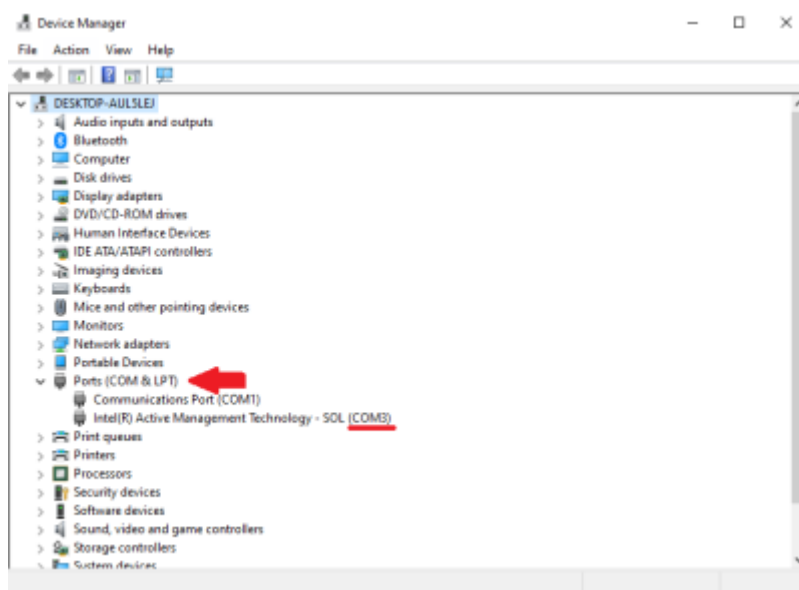 Device Manager
File Action View Help
DESKTOP-AULSLEJ
Audio inputs and outputs
Bluetooth
Computer
Disk drives
Display adapters
DVD/CD-ROM drives
Human Interface Devices
IDE ATA/ATAPI controllers
Imaging devices
Keyboards
Mice and other pointing devices
Monitors
Network adapters
Portable Devices
Ports (COM & LPT)
Communications Port (COM1)
Intel(R) Active Management Technology - SOL (COM3)
Print queues
Printers
Processors
Security devices
Software devices
Sound, video and game controllers
Storage controllers
System devices